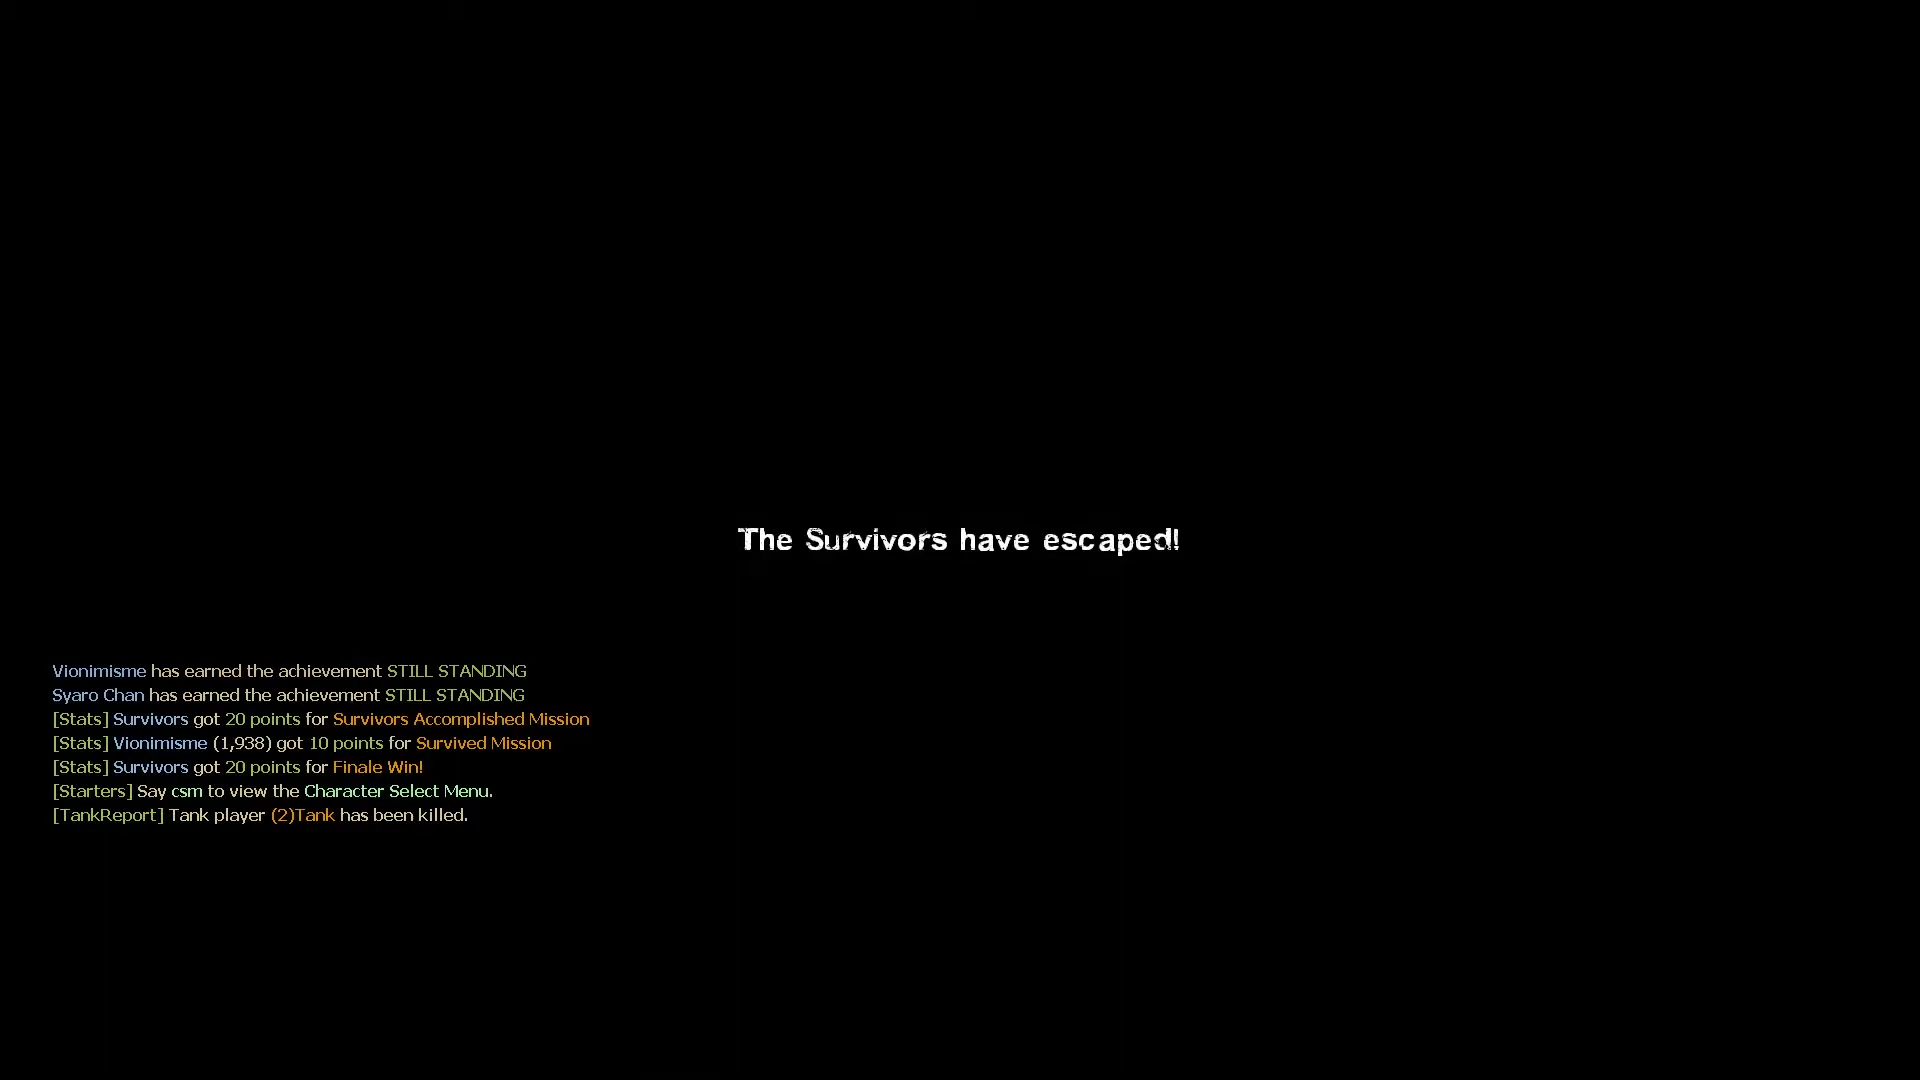 The Survivors have escaped!
Vionimisme has earned the achievement STILL STANDING
Syaro Chan has earned the achievement STILL STANDING
[Stats] Survivors got 20 points for Survivors Accomplished Mission
[Stats] Vionimisme (1,938) got 10 points for Survived Mission
[Stats] Survivors got 20 points for Finale Win!
[Starters] Say csm to view the Character Select Menu.
[TankReport] Tank player (2)Tank has been killed.